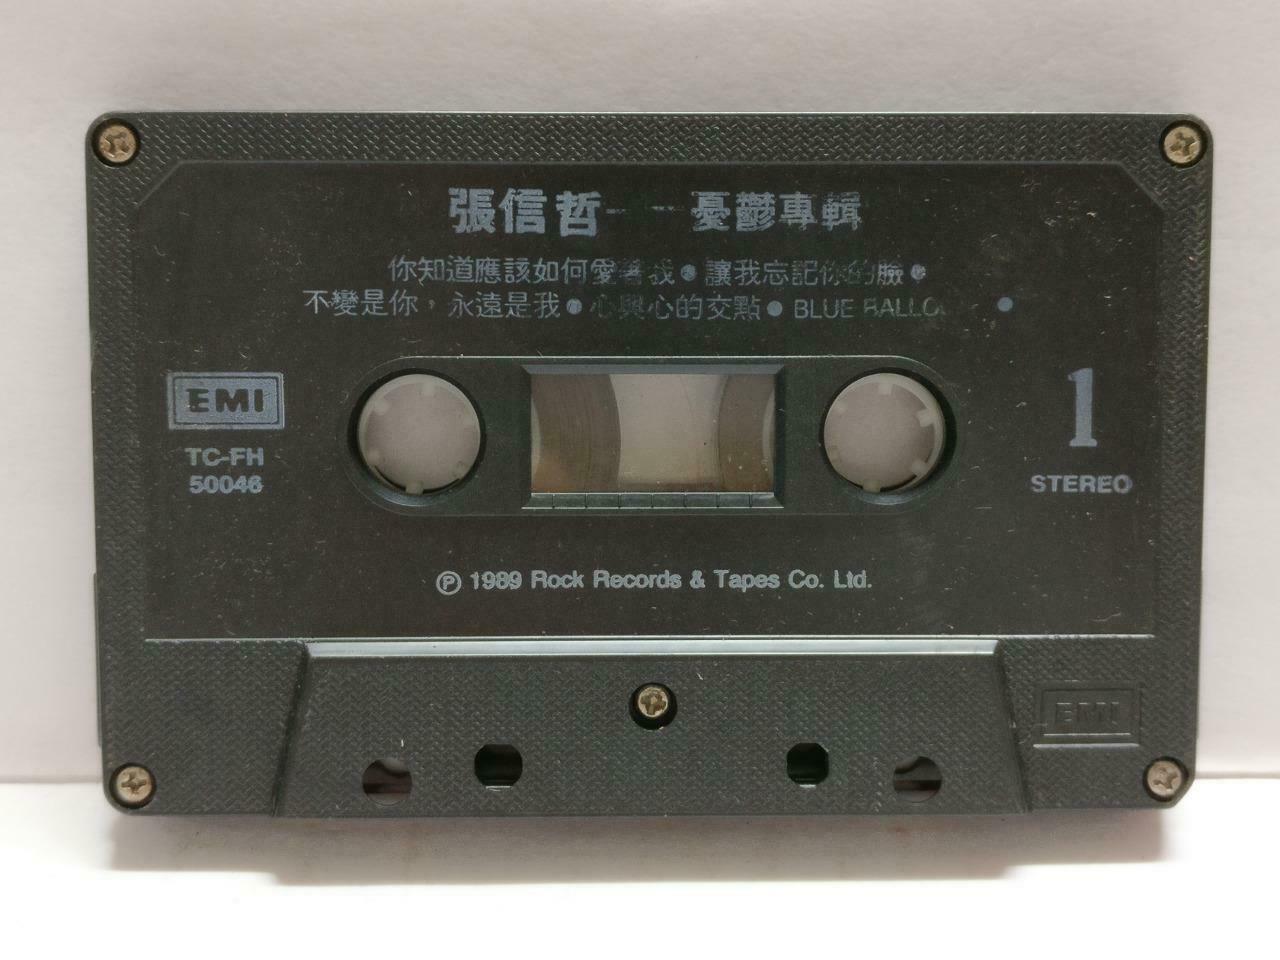 張信哲——憂鬱專輯
你知道應該如何愛著我●讓我忘記你的臉●
不變是你，永遠是我●心與心的交點●BLUE ●
EMI
1
TC-FH
50046
STEREO
Ⓟ 1989 Rock Records & Tapes Co. Ltd.
EMI